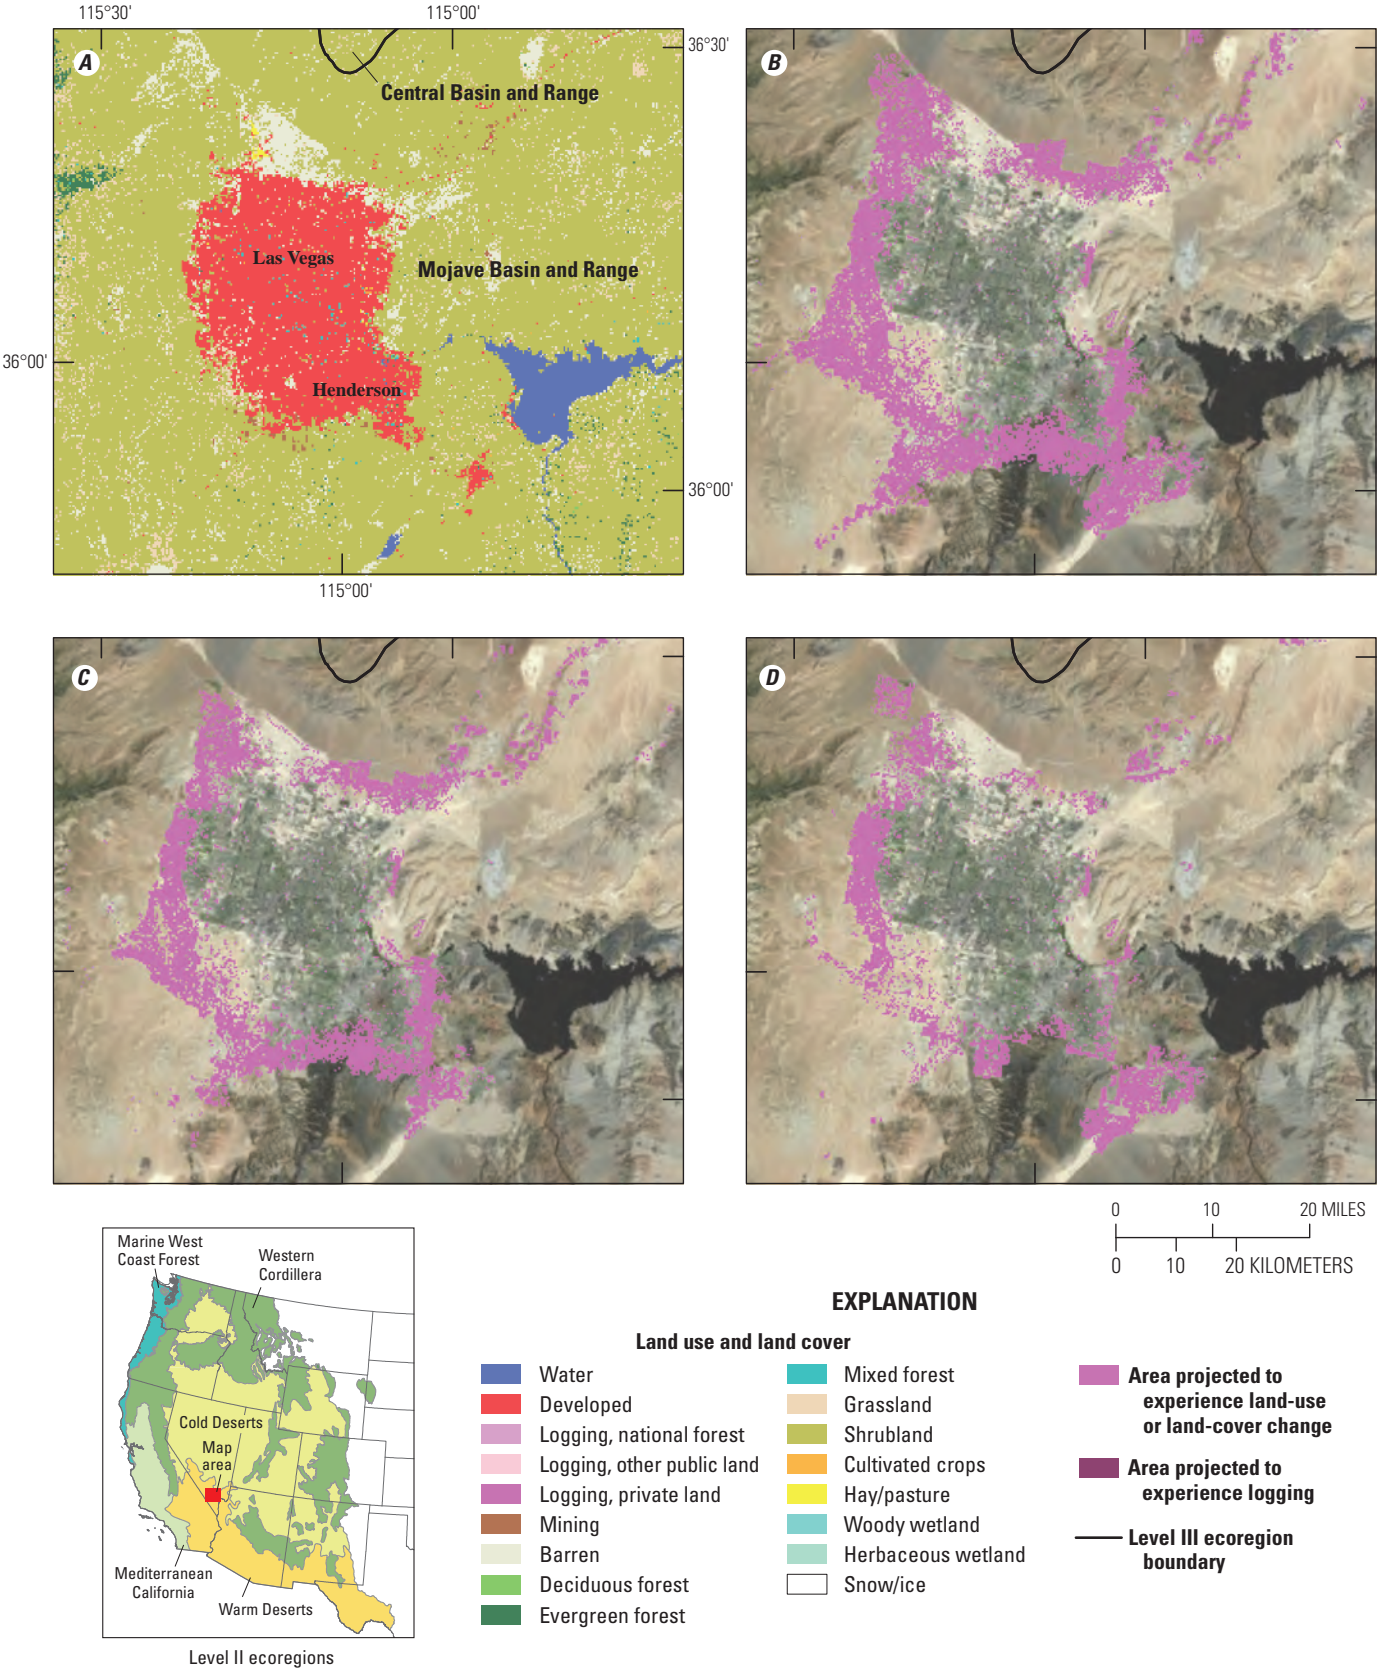 115°30'
115°00'
A
36°30'
Central Basin and Range
Las Vegas
Mojave Basin and Range
36°00'
Henderson
36°00'
115°00'
B
C
D
0 10 20 MILES
0 10 20 KILOMETERS
Marine West
Coast Forest
Western
Cordillera
Cold Deserts
Map
area
Mediterranean
California
Warm Deserts
Level II ecoregions
EXPLANATION
Land use and land cover
Water
Developed
Logging, national forest
Logging, other public land
Logging, private land
Mining
Barren
Deciduous forest
Evergreen forest
Mixed forest
Grassland
Shrubland
Cultivated crops
Hay/pasture
Woody wetland
Herbaceous wetland
Snow/ice
Area projected to
experience land-use
or land-cover change
Area projected to
experience logging
Level III ecoregion
boundary